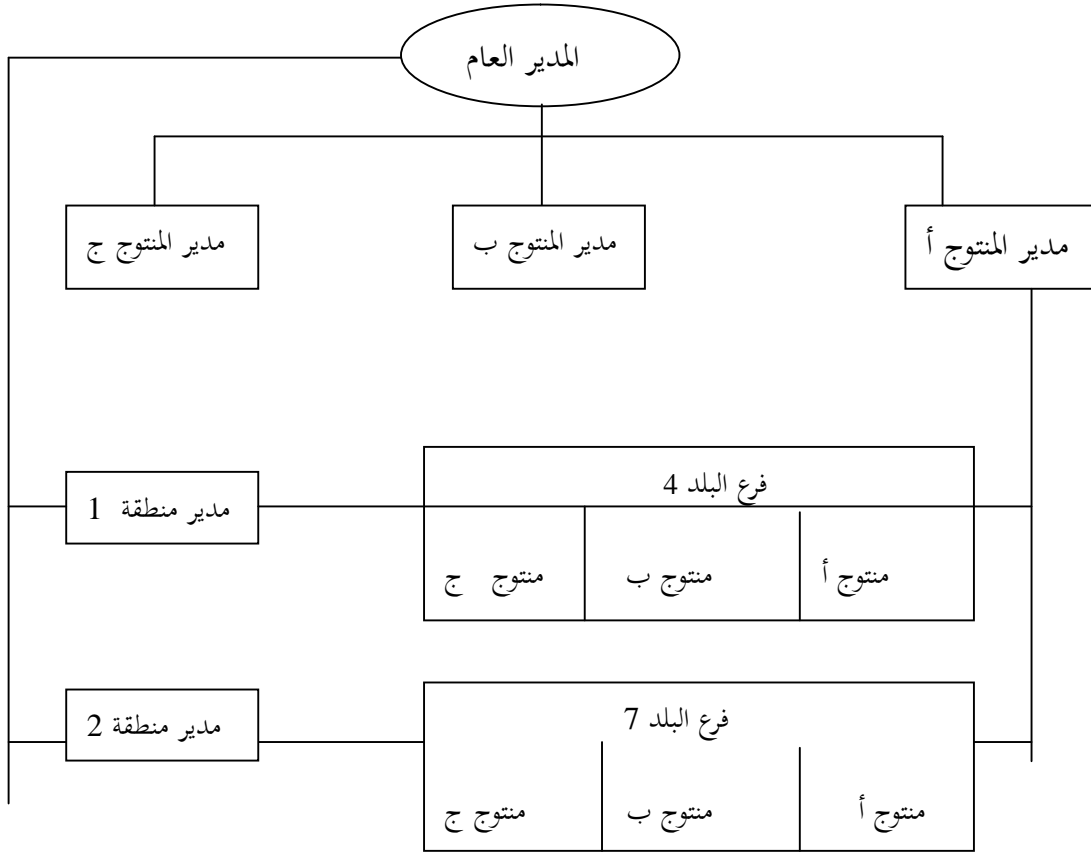 المدير العام
مدير المنتوج أ
مدير المنتوج ب
مدير المنتوج ج
فرع البلد 4
مدير منطقة 1
منتوج أ
منتوج ب
منتوج ج
فرع البلد 7
مدير منطقة 2
منتوج أ
منتوج ب
منتوج ج